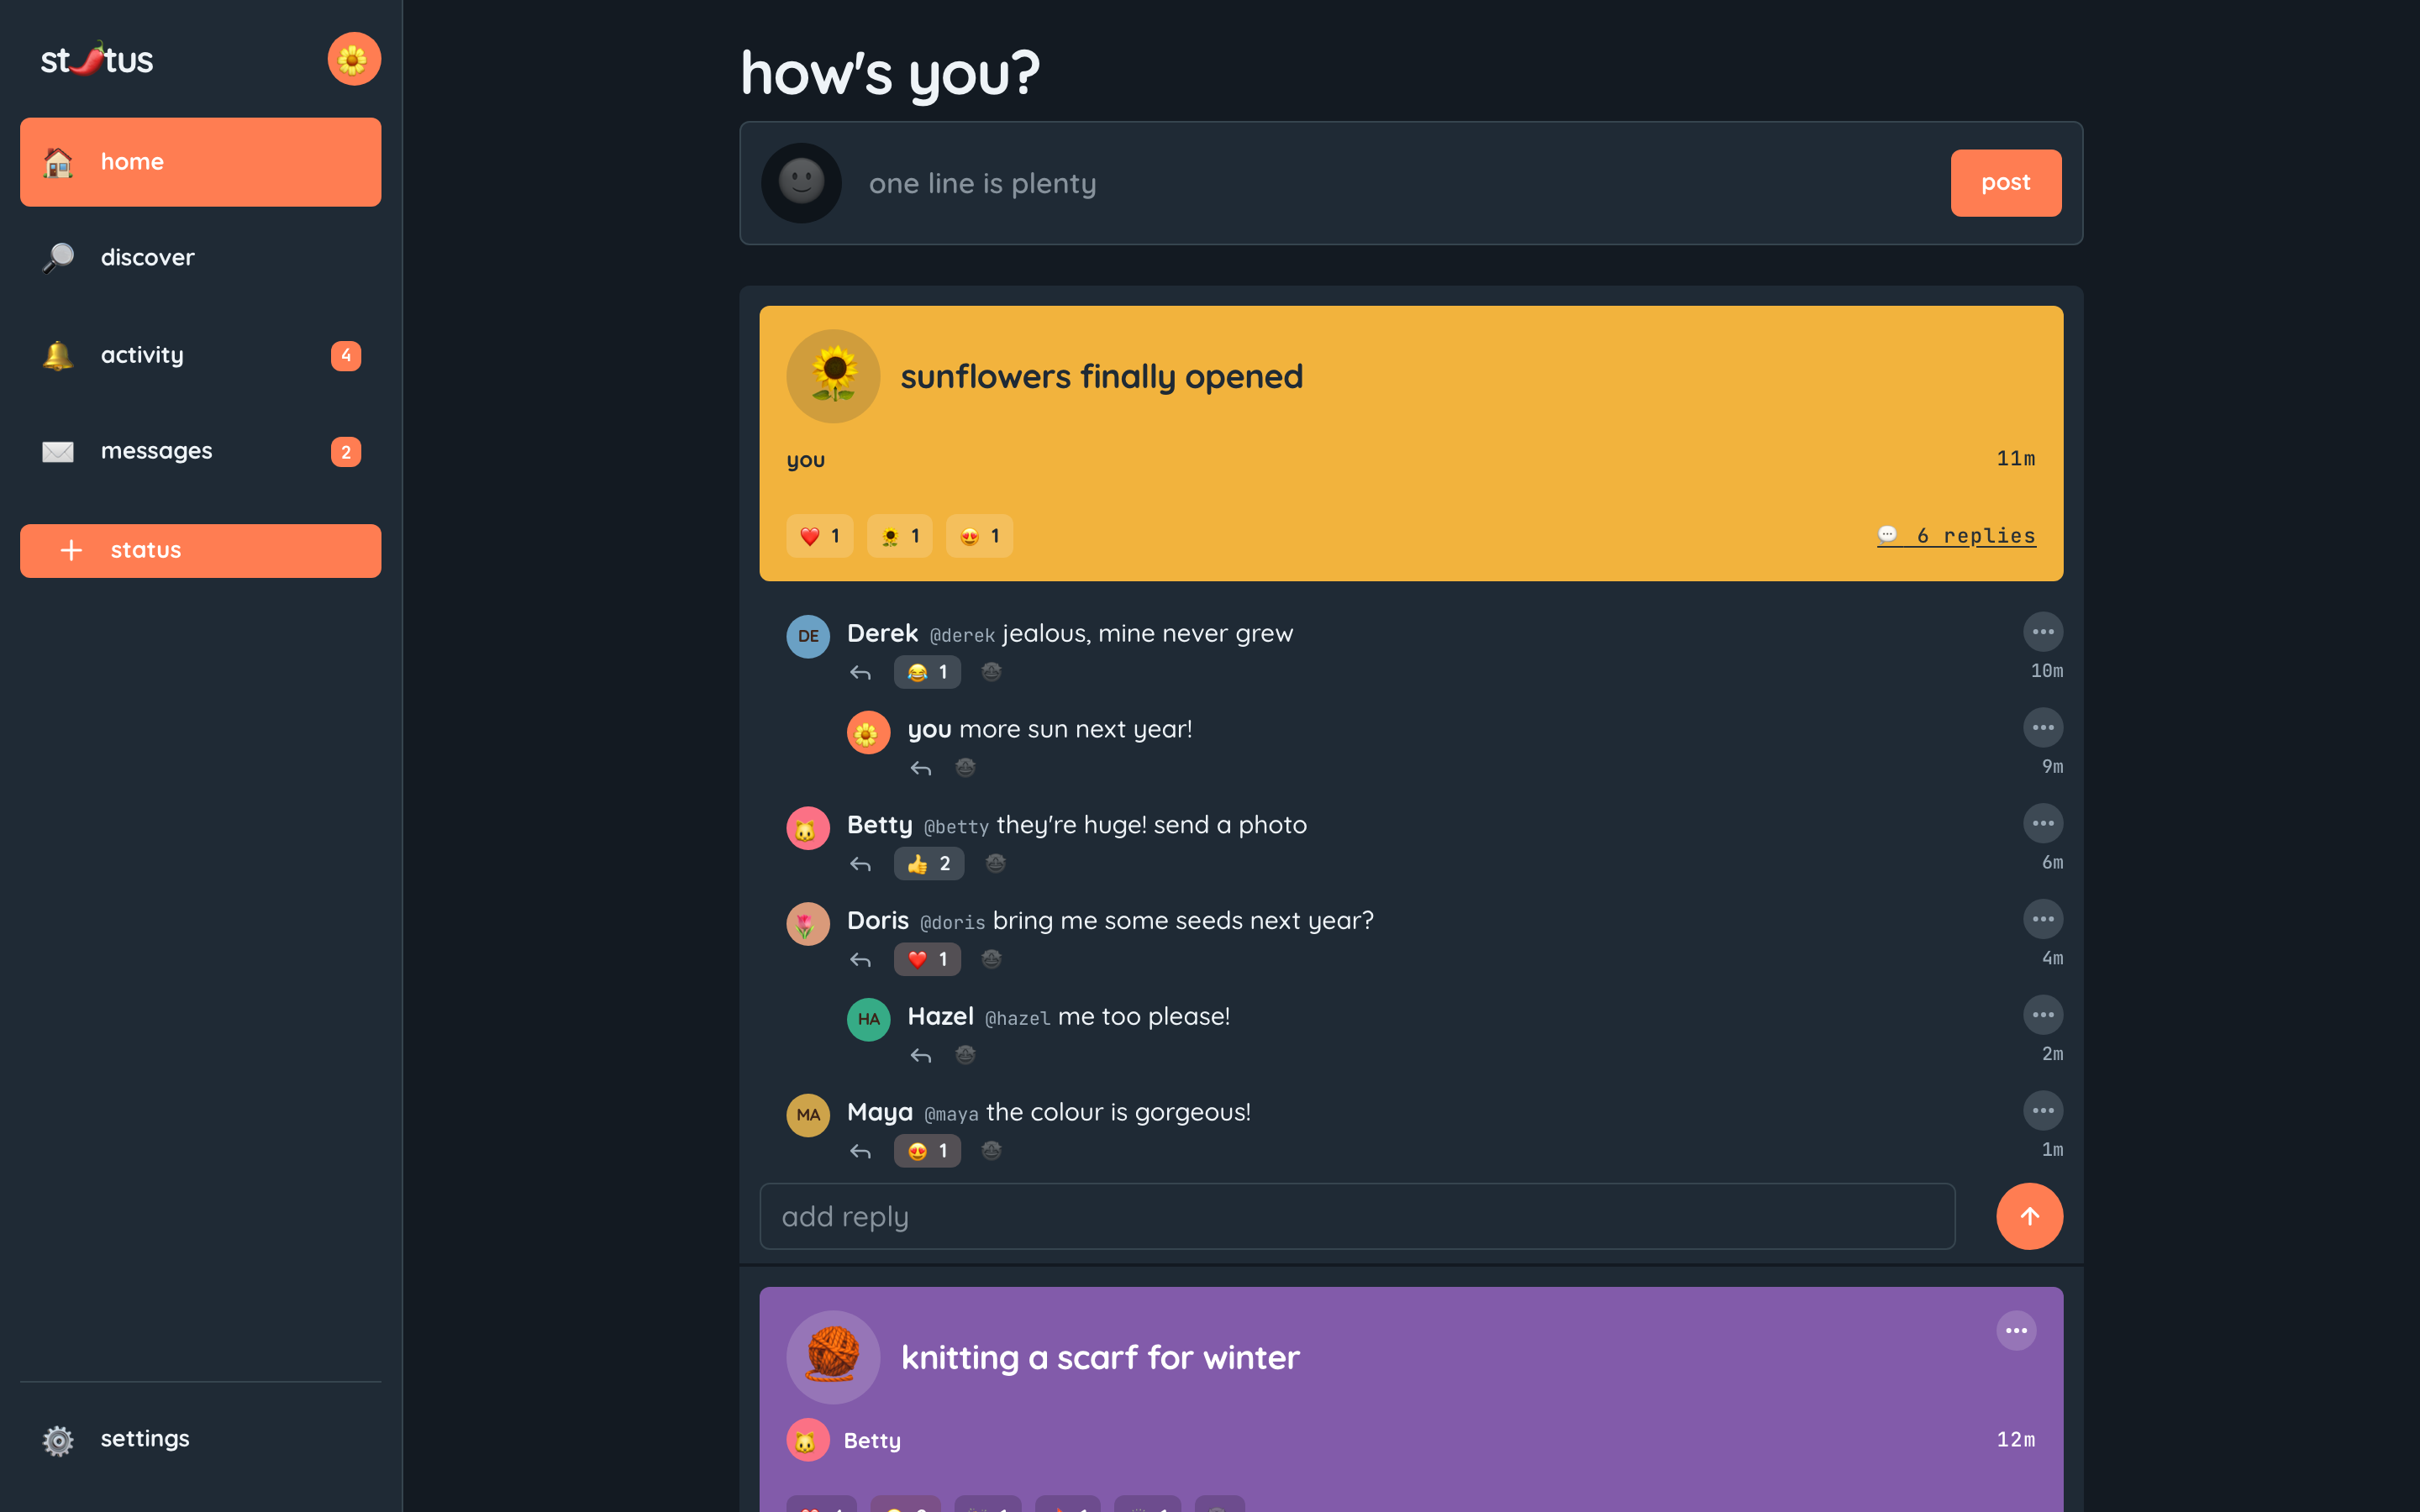 st🌶️tus
home
discover
activity 4
messages 2
+ status
settings
how's you?
one line is plenty
post
sunflowers finally opened
you 11m
1 1 1 6 replies
DE Derek @derek jealous, mine never grew
1 10m
you more sun next year!
9m
Betty @betty they're huge! send a photo
2 6m
Doris @doris bring me some seeds next year?
1 4m
HA Hazel @hazel me too please!
2m
MA Maya @maya the colour is gorgeous!
1 1m
add reply
knitting a scarf for winter
Betty 12m